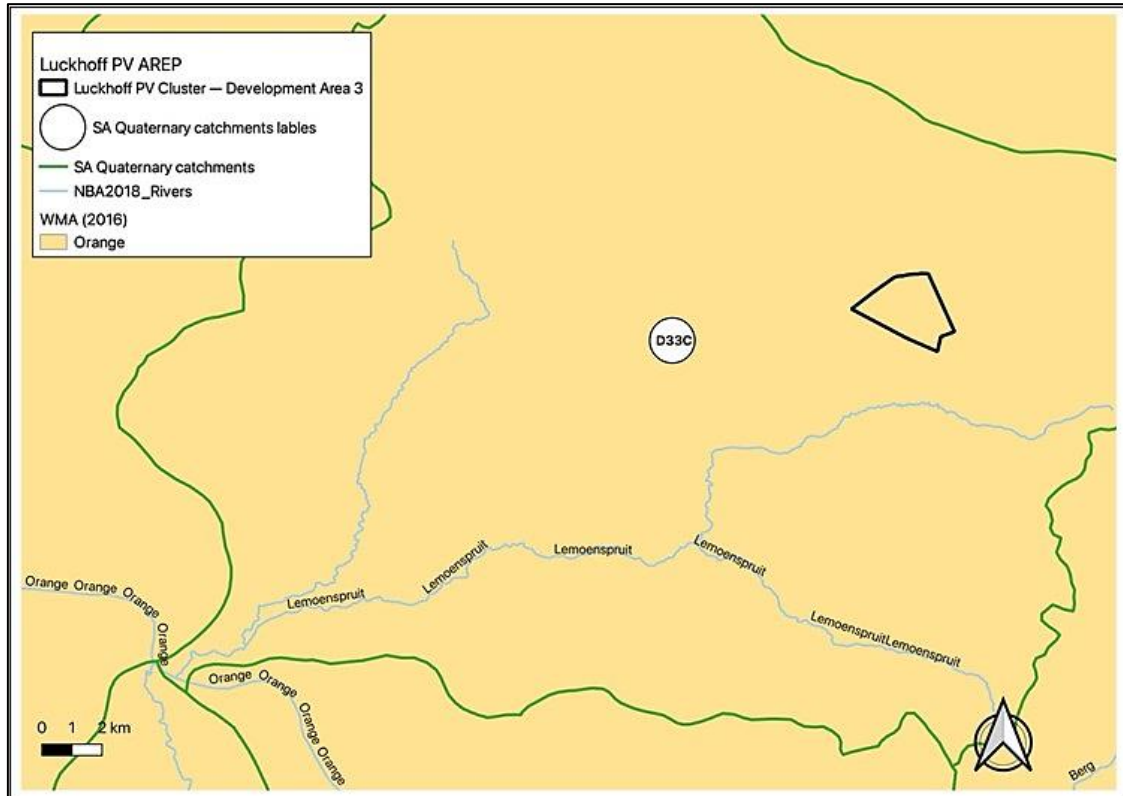 Luckhoff PV AREP
Luckhoff PV Cluster — Development Area 3
SA Quaternary catchments lables
SA Quaternary catchments
NBA2018_Rivers
WMA (2016)
Orange
D33C
Lemoenspruit
Lemoenspruit
Lemoenspruit
Lemoenspruit
LemoenspruitLemoenspruit
Orange Orange Orange
Orange
Orange Orange Orange Orange
0 1 2 km
Berg